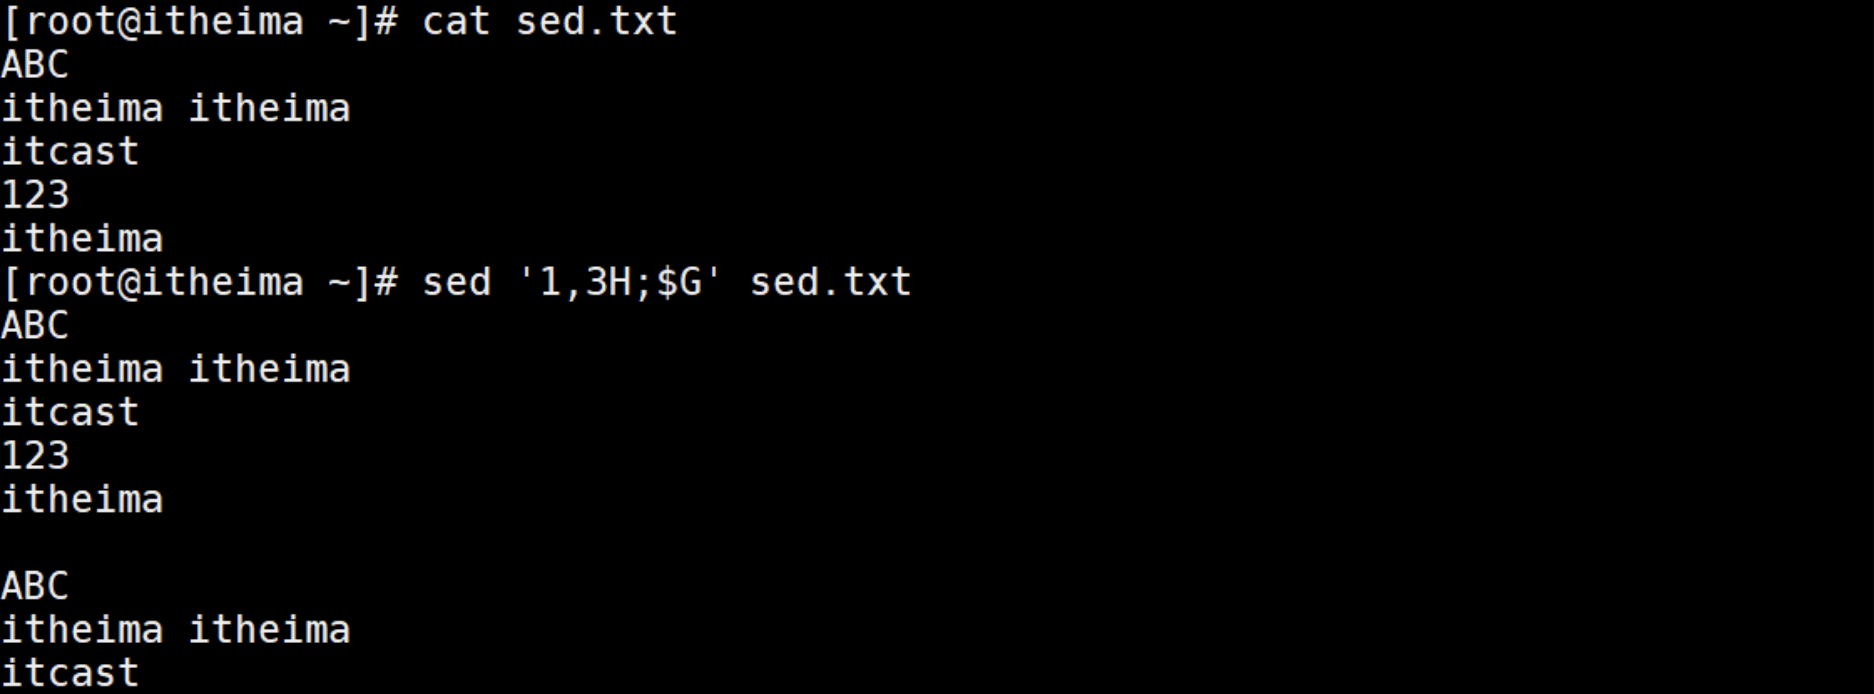 [root@itheima ~]# cat sed.txt
ABC
itheima itheima
itcast
123
itheima
[root@itheima ~]# sed '1,3H;$G' sed.txt
ABC
itheima itheima
itcast
123
itheima

ABC
itheima itheima
itcast